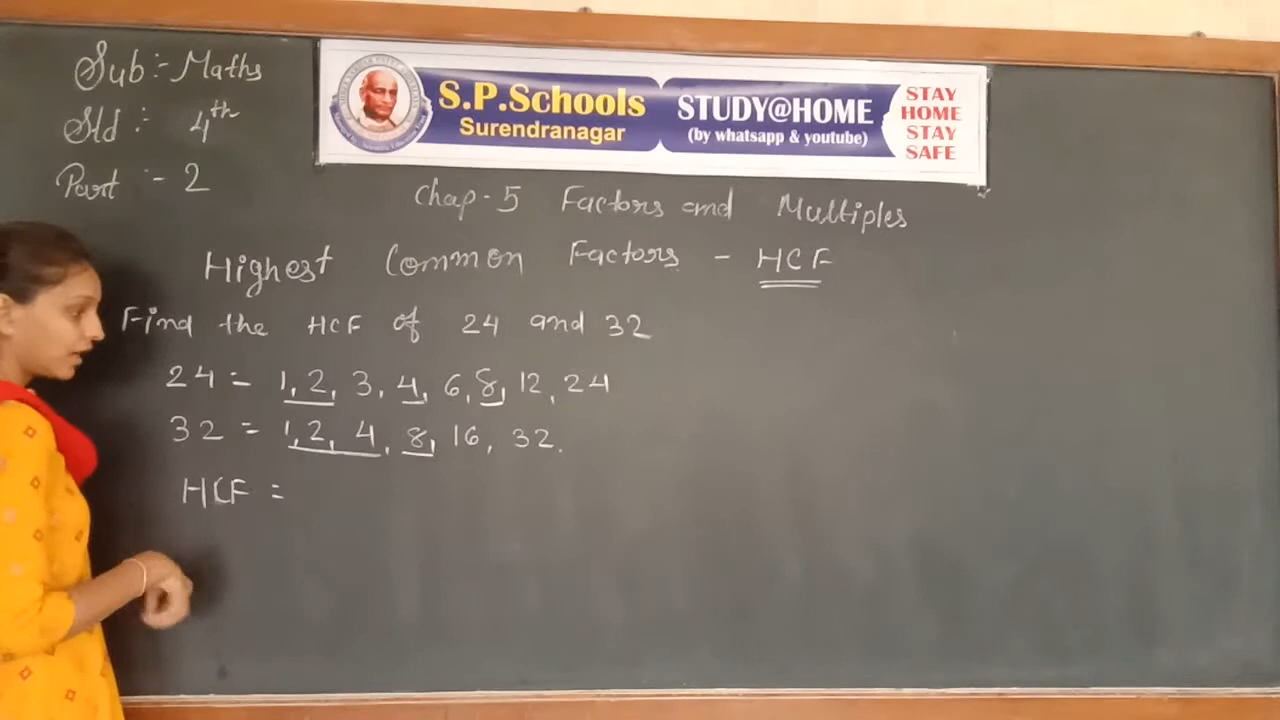 Sub:- Maths
Std :- 4th
Part :- 2
S.P.Schools
Surendranagar
STUDY@HOME
(by whatsapp & youtube)
STAY
HOME
STAY
SAFE
Chap-5 Factors and Multiples
Highest Common Factors - HCF
Find the HCF of 24 and 32
24 = 1, 2, 3, 4, 6, 8, 12, 24
32 = 1, 2, 4, 8, 16, 32.
HCF =